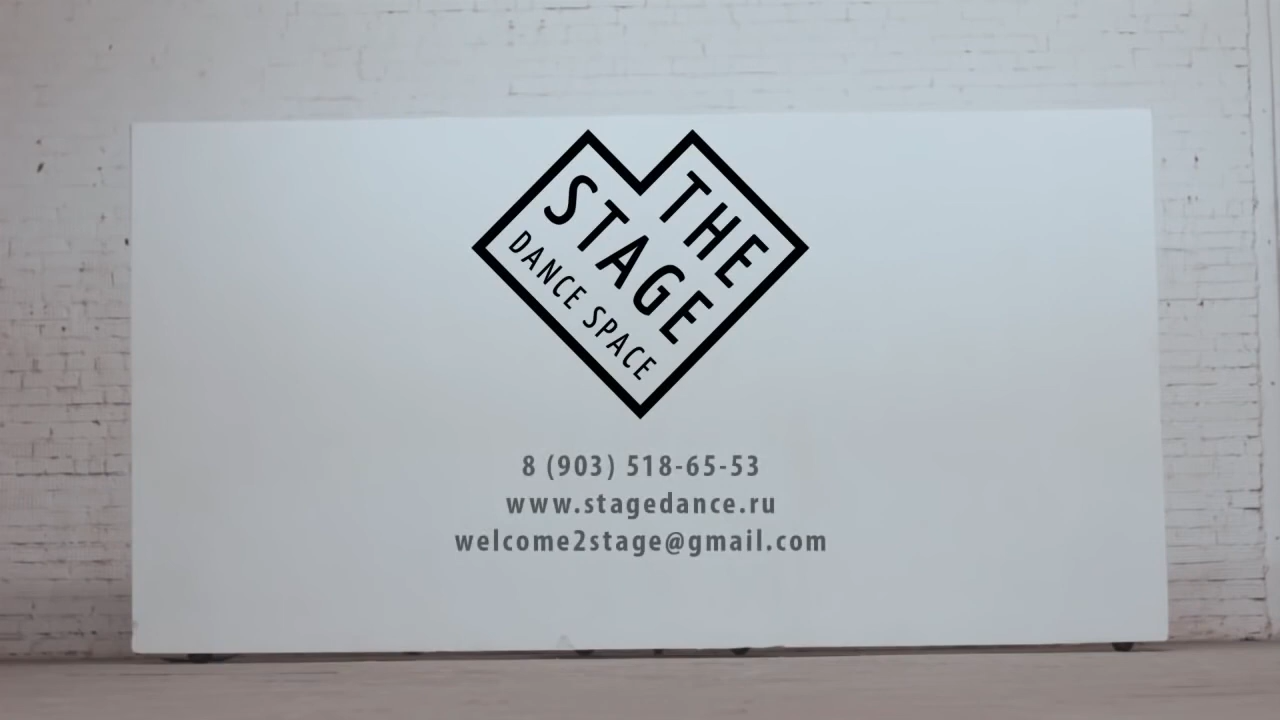 THE
STAGE
DANCE SPACE
8 (903) 518-65-53
www.stagedance.ru
welcome2stage@gmail.com